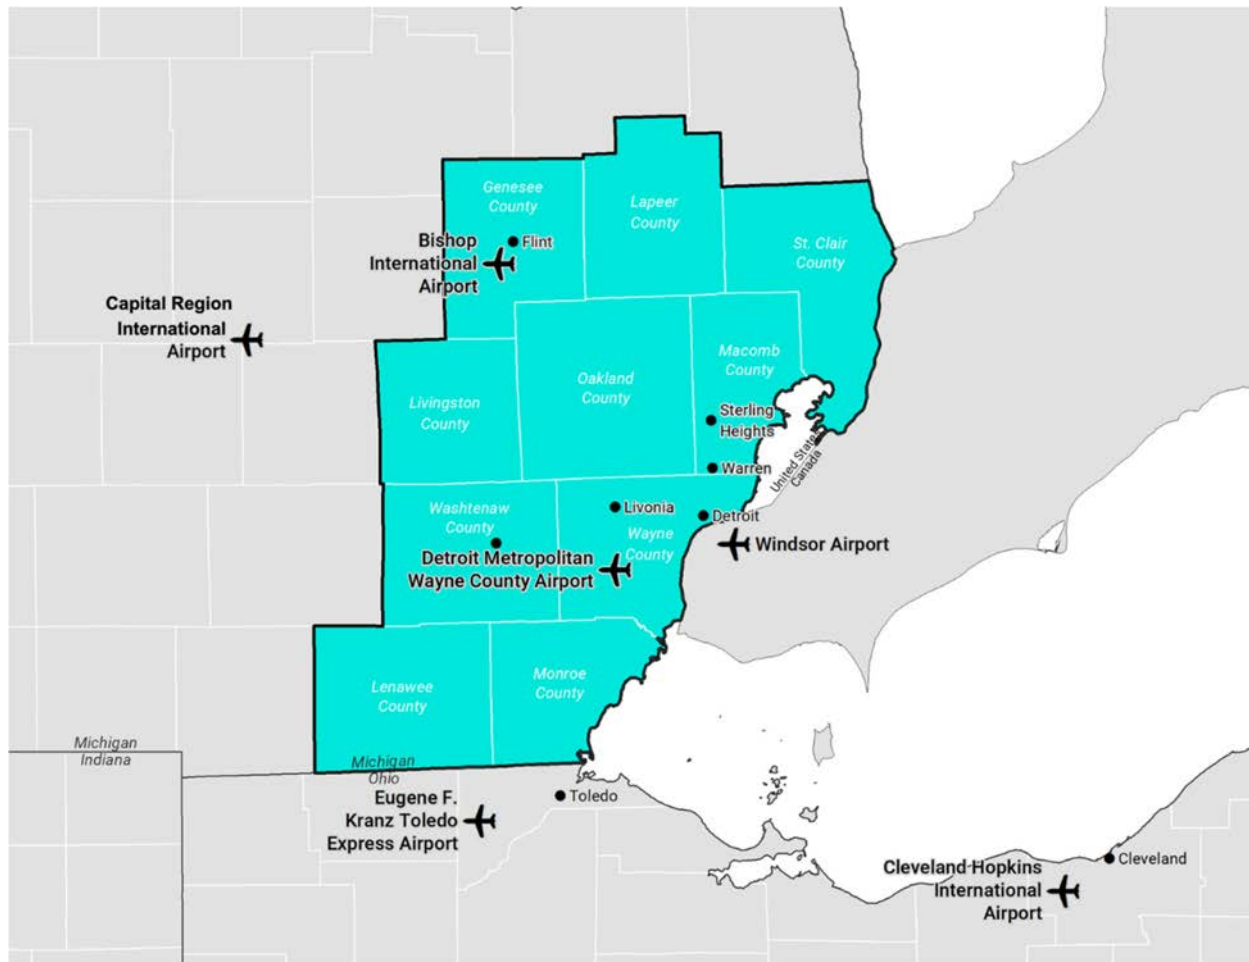 Genesee
County
Lapeer
County
St. Clair
County
Bishop
International
Airport
Flint
Capital Region
International
Airport
Macomb
County
Oakland
County
Livingston
County
Sterling
Heights
United States
Canada
Warren
Washtenaw
County
Livonia
Detroit
Wayne
County
Windsor Airport
Detroit Metropolitan
Wayne County Airport
Lenawee
County
Monroe
County
Michigan
Indiana
Michigan
Ohio
Eugene F.
Kranz Toledo
Express Airport
Toledo
Cleveland Hopkins
International
Airport
Cleveland